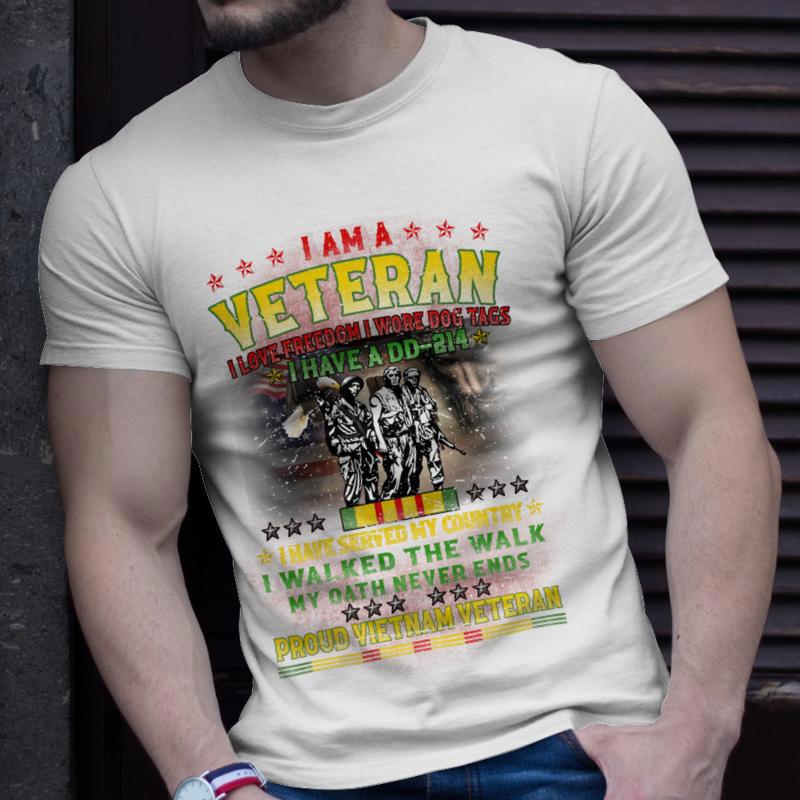 I AM A
VETERAN
I LOVE FREEDOM I WORE DOG TAGS
I HAVE A DD-214
I HAVE SERVED MY COUNTRY
I WALKED THE WALK
MY OATH NEVER ENDS
PROUD VIETNAM VETERAN